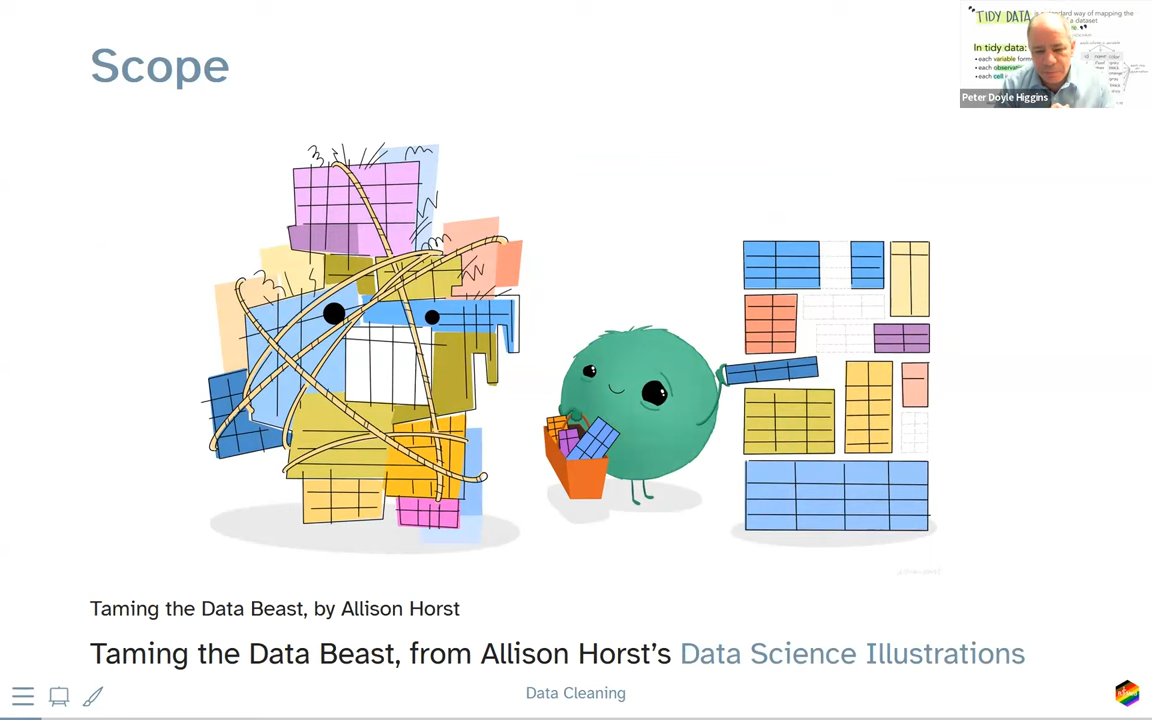 Scope
"TIDY DATA
In tidy data:
each variable
each
each cell
Peter Doyle Higgins
Taming the Data Beast, by Allison Horst
Taming the Data Beast, from Allison Horst's Data Science Illustrations
Data Cleaning